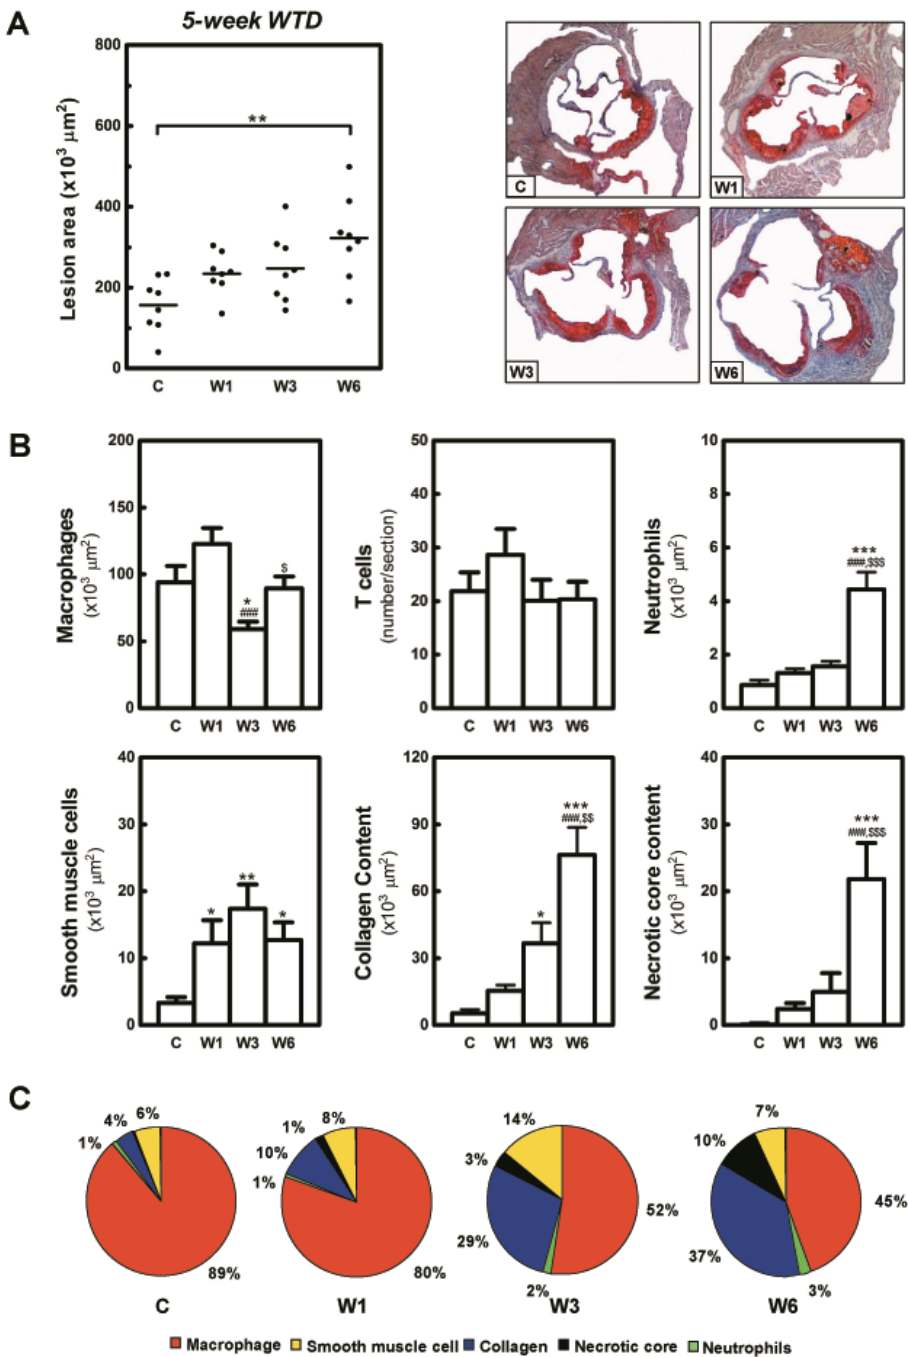 A
5-week WTD
Lesion area (x10³ μm²)
800
600
400
200
0
**
C W1 W3 W6
C
W1
W3
W6
B
Macrophages
(x10³ μm²)
200
150
100
50
0
*
###
$
C W1 W3 W6
T cells
(number/section)
50
40
30
20
10
0
C W1 W3 W6
Neutrophils
(x10³ μm²)
10
8
6
4
2
0
***
###,$$$
C W1 W3 W6
Smooth muscle cells
(x10³ μm²)
40
30
20
10
0
*
**
*
C W1 W3 W6
Collagen Content
(x10³ μm²)
120
90
60
30
0
*
***
###,$$
C W1 W3 W6
Necrotic core content
(x10³ μm²)
40
30
20
10
0
***
###,$$$
C W1 W3 W6
C
1% 4% 6%
89%
C
1% 10% 1% 8%
80%
W1
14%
3%
29%
2%
52%
W3
7%
10%
37%
3%
45%
W6
Macrophage Smooth muscle cell Collagen Necrotic core Neutrophils